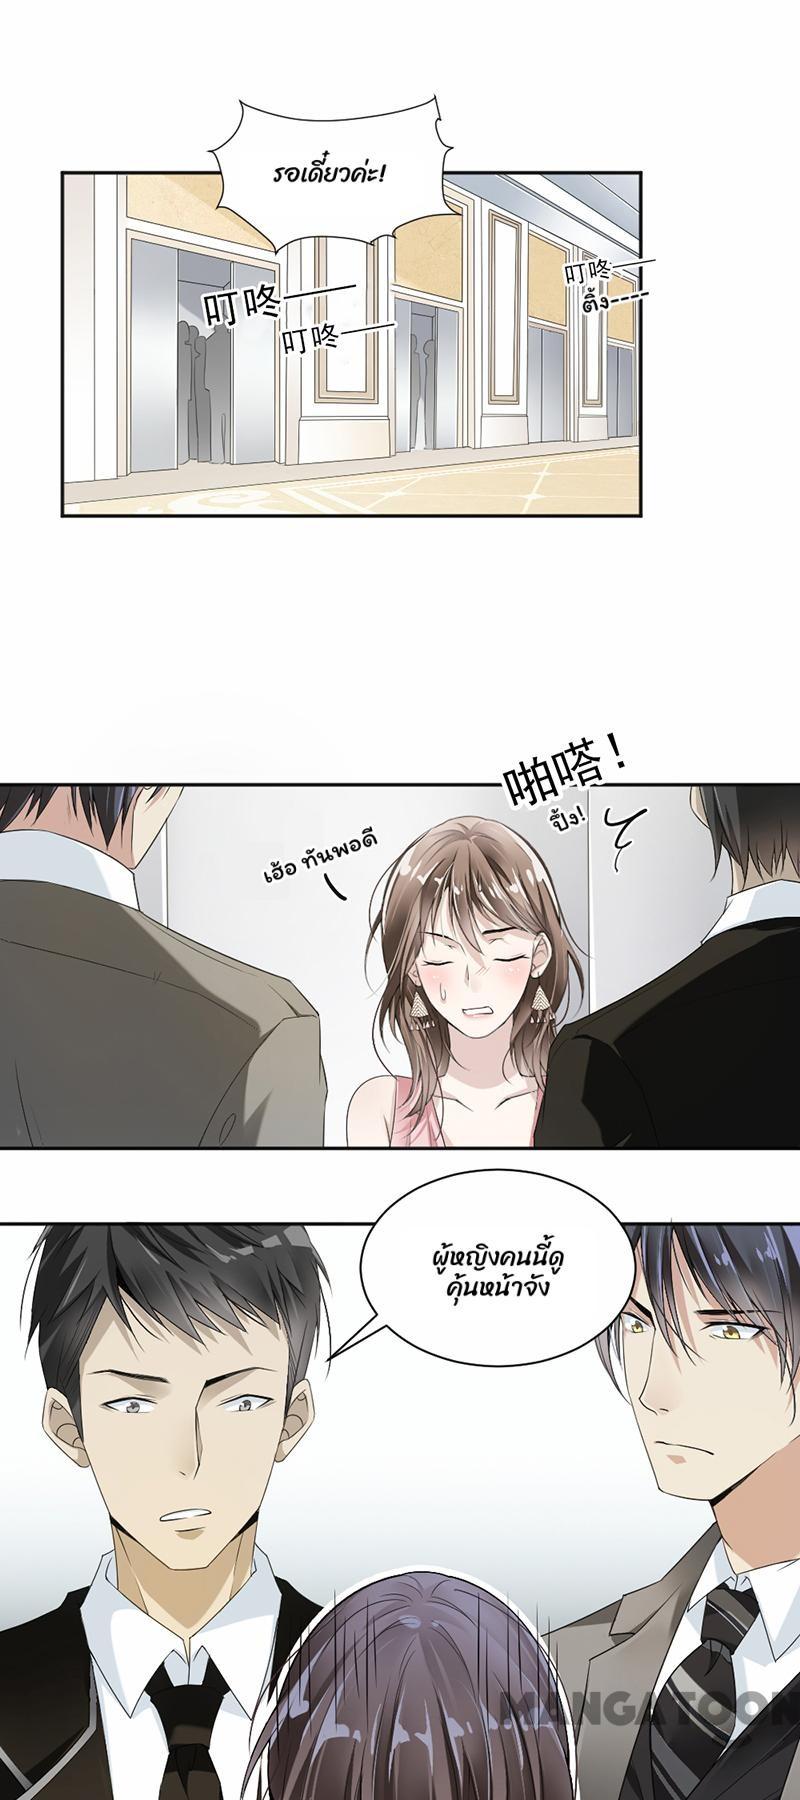 รอเดี๋ยวค่ะ!
叮咚——
叮咚——
叮咚——
ติ้ง----
啪嗒！
ปึ้ง!
เฮ้อ ทันพอดี
ผู้หญิงคนนี้ดู
คุ้นหน้าจัง
MANGATOON